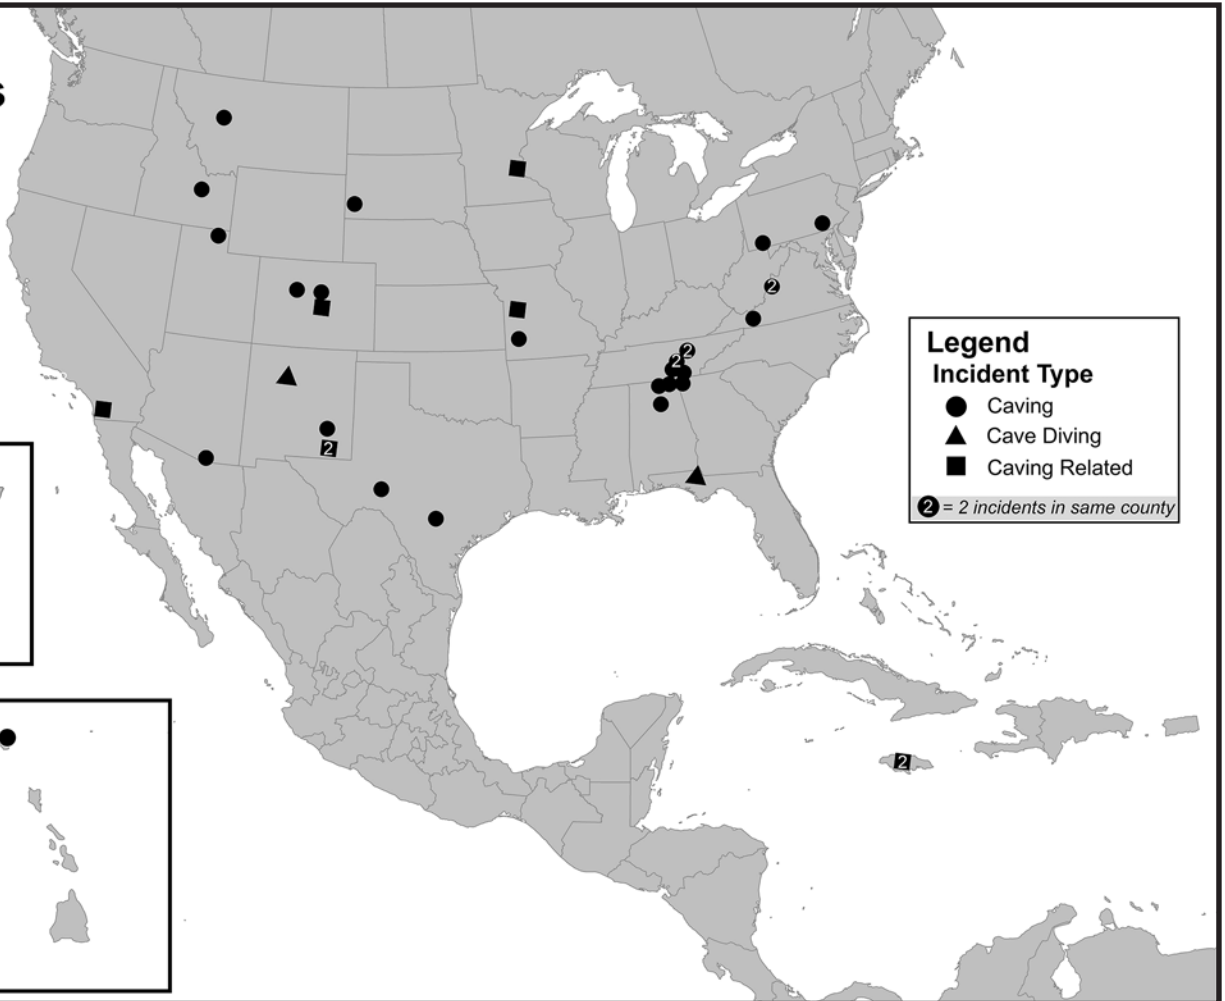 s
2
2
2
2
2
Legend
Incident Type
Caving
Cave Diving
Caving Related
2 = 2 incidents in same county